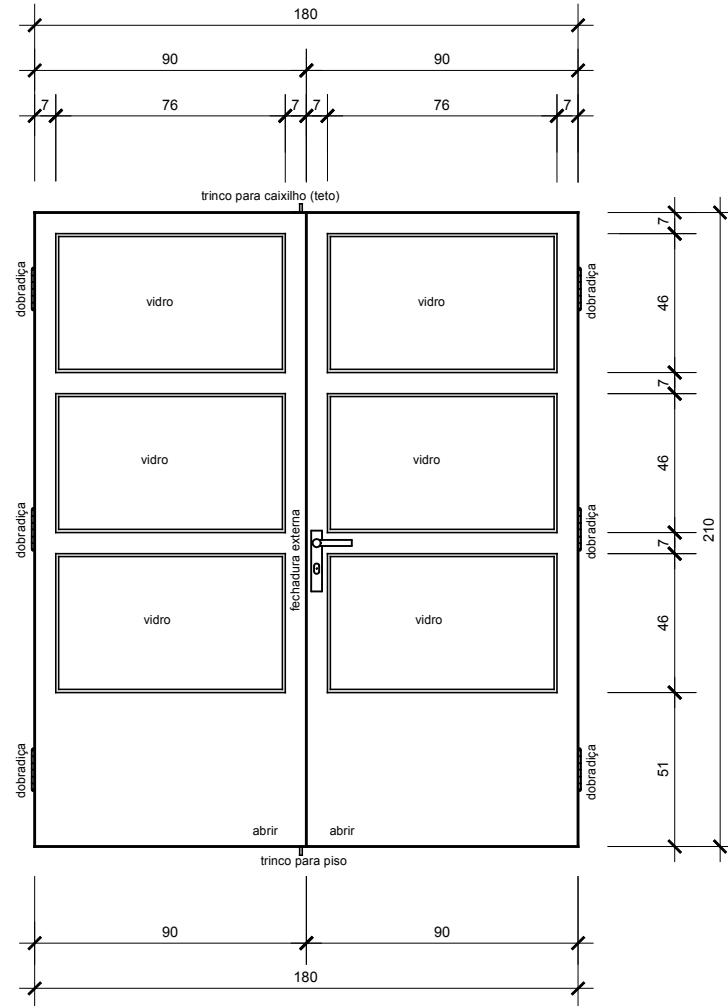 180
90
90
7
76
7
7
76
7
trinco para caixilho (teto)
7
dobradiça
vidro
vidro
dobradiça
46
7
vidro
vidro
46
dobradiça
fechadura externa
dobradiça
210
7
vidro
vidro
46
dobradiça
dobradiça
51
abrir
abrir
trinco para piso
90
90
180